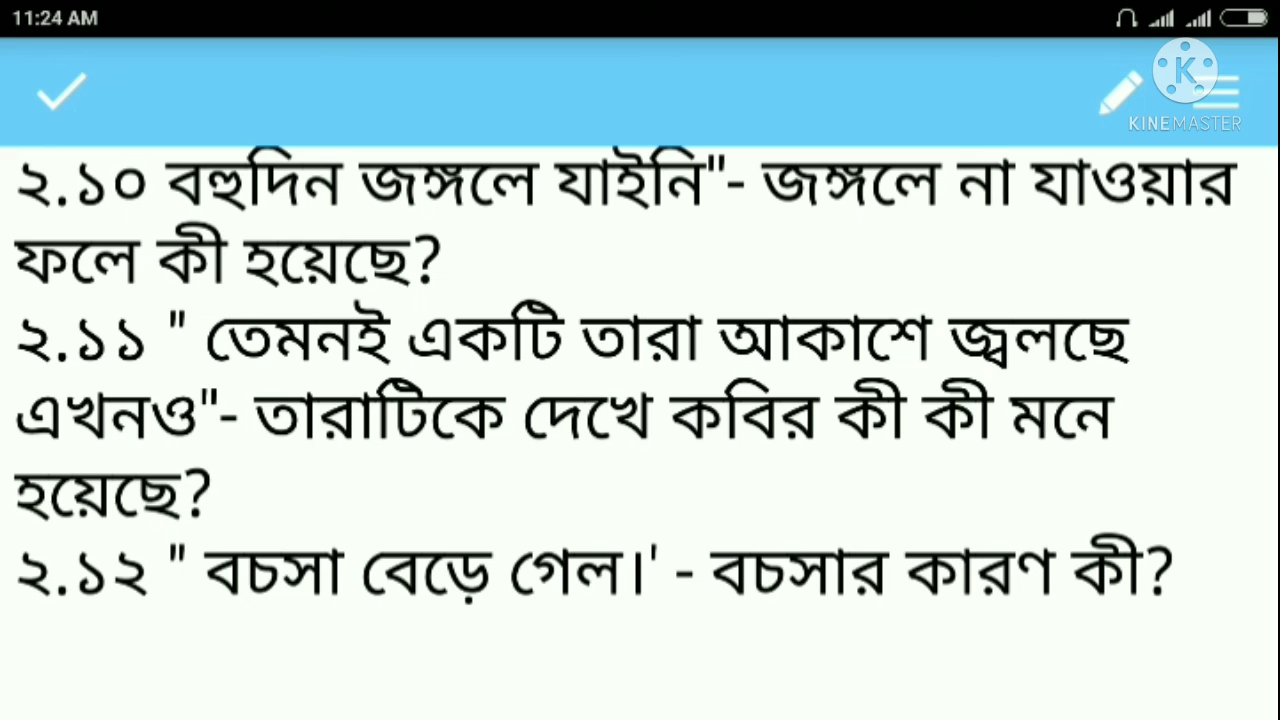 11:24 AM
KINEMASTER
২.১০ বহুদিন জঙ্গলে যাইনি"- জঙ্গলে না যাওয়ার
ফলে কী হয়েছে?
২.১১ " তেমনই একটি তারা আকাশে জ্বলছে
এখনও"- তারাটিকে দেখে কবির কী কী মনে
হয়েছে?
২.১২ " বচসা বেড়ে গেল।' - বচসার কারণ কী?